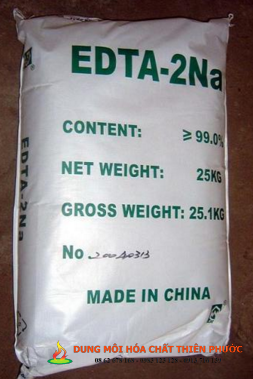 EDTA-2Na
CONTENT: ≥99.0%
NET WEIGHT: 25KG
GROSS WEIGHT: 25.1KG
No
MADE IN CHINA
EDTA-2Na
DUNG MÔI HÓA CHẤT THIÊN PHƯỚC